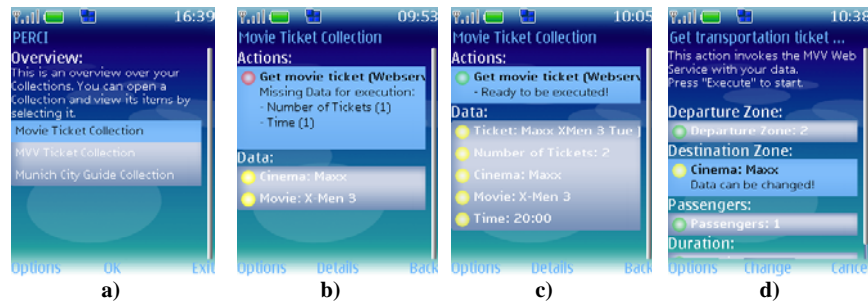 16:39
PERCI
Overview:
This is an overview over your
Collections. You can open a
Collection and view its items by
selecting it.
Movie Ticket Collection
MVV Ticket Collection
Munich City Guide Collection
Options OK Exit
a)
09:53
Movie Ticket Collection
Actions:
Get movie ticket (Webserv
Missing Data for execution:
- Number of Tickets (1)
- Time (1)
Data:
Cinema: Maxx
Movie: X-Men 3
Options Details Back
b)
10:05
Movie Ticket Collection
Actions:
Get movie ticket (Webserv
- Ready to be executed!
Data:
Ticket: Maxx XMen 3 Tue
Number of Tickets: 2
Cinema: Maxx
Movie: X-Men 3
Time: 20:00
Options Details Back
c)
10:38
Get transportation ticket ...
This action invokes the MVV Web
Service with your data.
Press "Execute" to start.
Departure Zone:
Departure Zone: 2
Destination Zone:
Cinema: Maxx
Data can be changed!
Passengers:
Passengers: 1
Duration:
Options Change Cance
d)